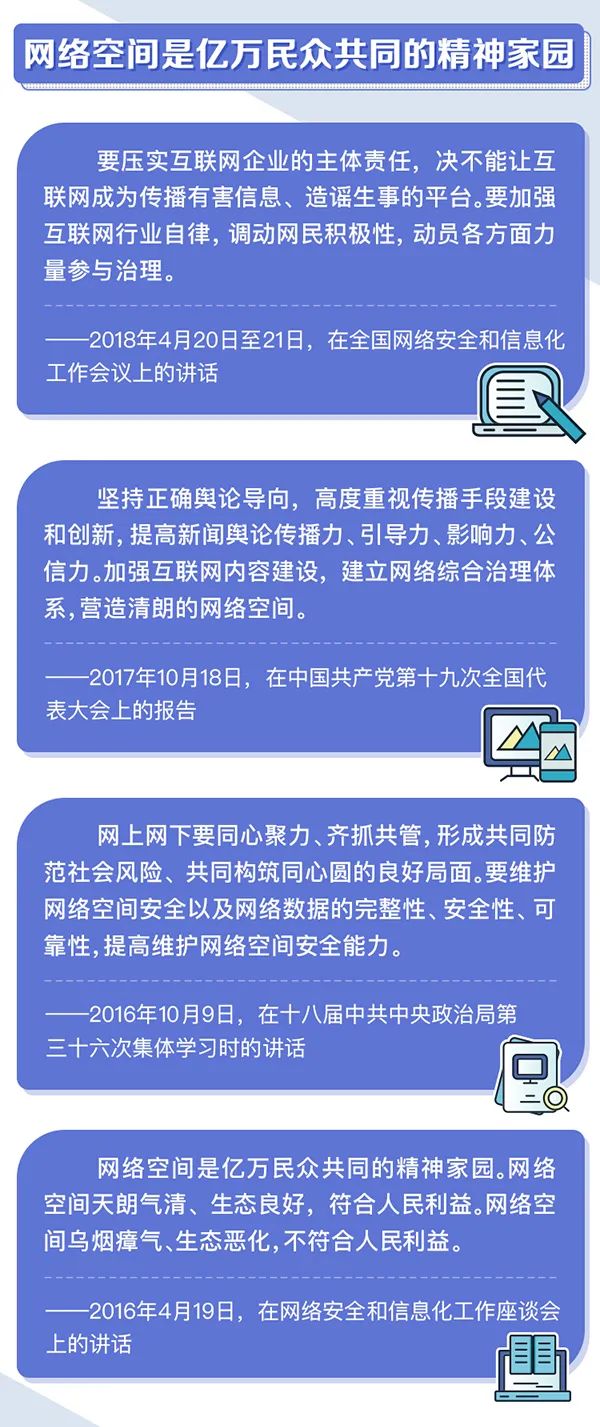 网络空间是亿万民众共同的精神家园
要压实互联网企业的主体责任，决不能让互
联网成为传播有害信息、造谣生事的平台。要加强
互联网行业自律，调动网民积极性，动员各方面力
量参与治理。
——2018年4月20日至21日，在全国网络安全和信息化
工作会议上的讲话
坚持正确舆论导向，高度重视传播手段建设
和创新，提高新闻舆论传播力、引导力、影响力、公
信力。加强互联网内容建设，建立网络综合治理体
系，营造清朗的网络空间。
——2017年10月18日，在中国共产党第十九次全国代
表大会上的报告
网上网下要同心聚力、齐抓共管，形成共同防
范社会风险、共同构筑同心圆的良好局面。要维护
网络空间安全以及网络数据的完整性、安全性、可
靠性，提高维护网络空间安全能力。
——2016年10月9日，在十八届中共中央政治局第
三十六次集体学习时的讲话
网络空间是亿万民众共同的精神家园。网络
空间天朗气清、生态良好，符合人民利益。网络空
间乌烟瘴气、生态恶化，不符合人民利益。
——2016年4月19日，在网络安全和信息化工作座谈会
上的讲话